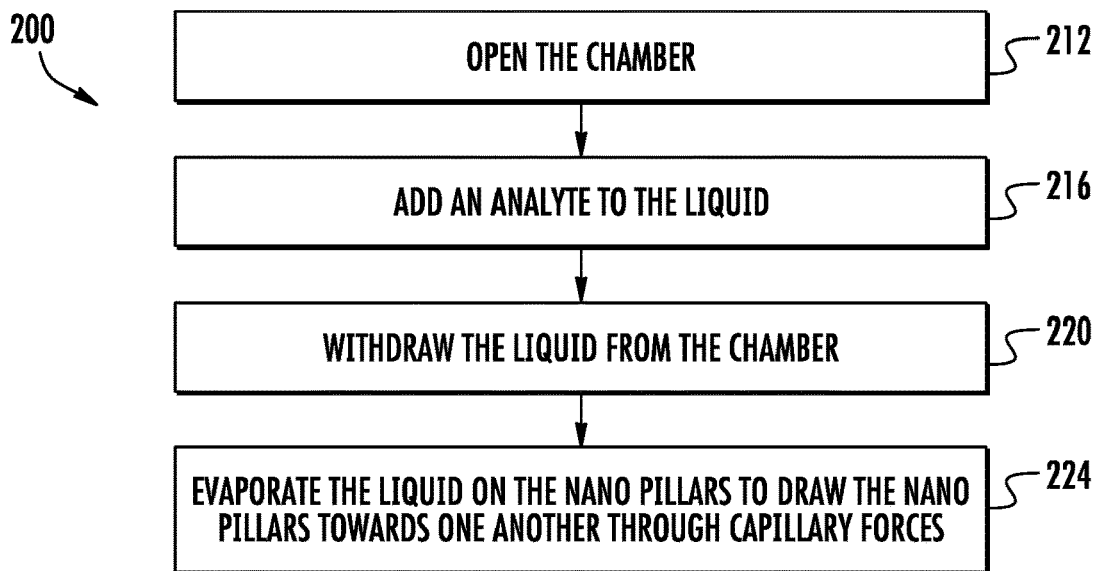 200
OPEN THE CHAMBER
212
ADD AN ANALYTE TO THE LIQUID
216
WITHDRAW THE LIQUID FROM THE CHAMBER
220
EVAPORATE THE LIQUID ON THE NANO PILLARS TO DRAW THE NANO
PILLARS TOWARDS ONE ANOTHER THROUGH CAPILLARY FORCES
224